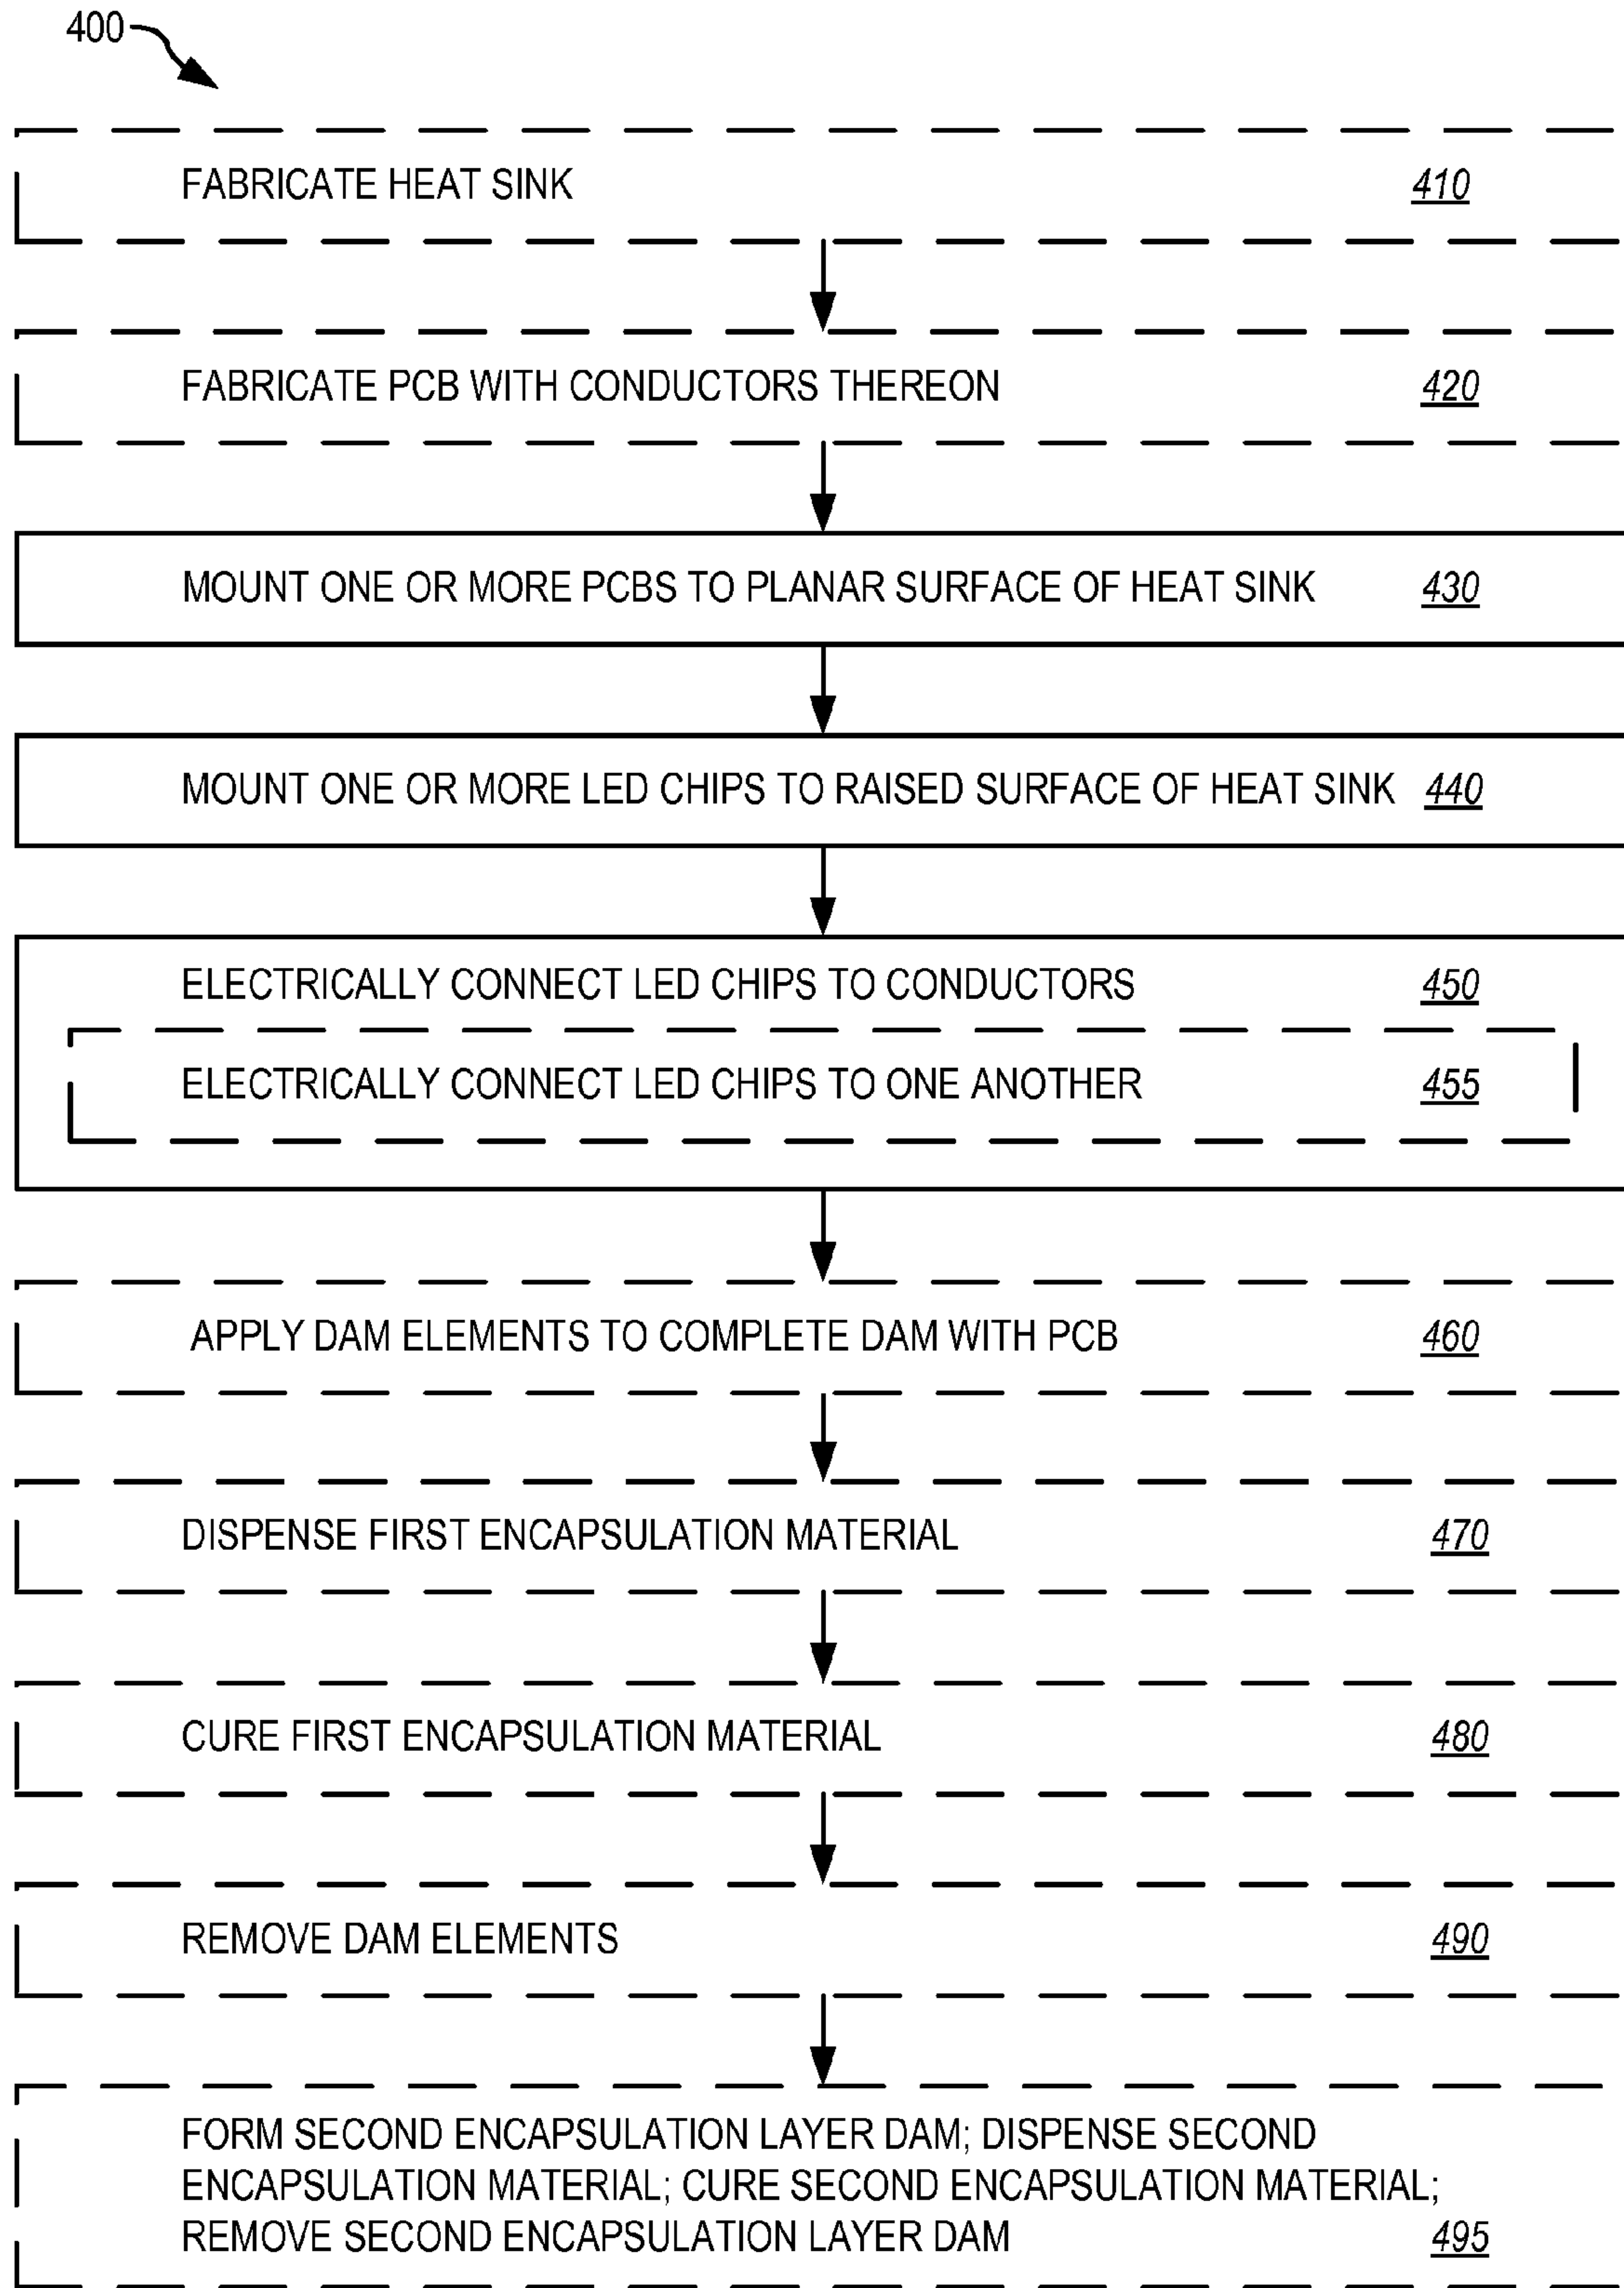 400
FABRICATE HEAT SINK 410
FABRICATE PCB WITH CONDUCTORS THEREON 420
MOUNT ONE OR MORE PCBS TO PLANAR SURFACE OF HEAT SINK 430
MOUNT ONE OR MORE LED CHIPS TO RAISED SURFACE OF HEAT SINK 440
ELECTRICALLY CONNECT LED CHIPS TO CONDUCTORS 450
ELECTRICALLY CONNECT LED CHIPS TO ONE ANOTHER 455
APPLY DAM ELEMENTS TO COMPLETE DAM WITH PCB 460
DISPENSE FIRST ENCAPSULATION MATERIAL 470
CURE FIRST ENCAPSULATION MATERIAL 480
REMOVE DAM ELEMENTS 490
FORM SECOND ENCAPSULATION LAYER DAM; DISPENSE SECOND
ENCAPSULATION MATERIAL; CURE SECOND ENCAPSULATION MATERIAL;
REMOVE SECOND ENCAPSULATION LAYER DAM 495